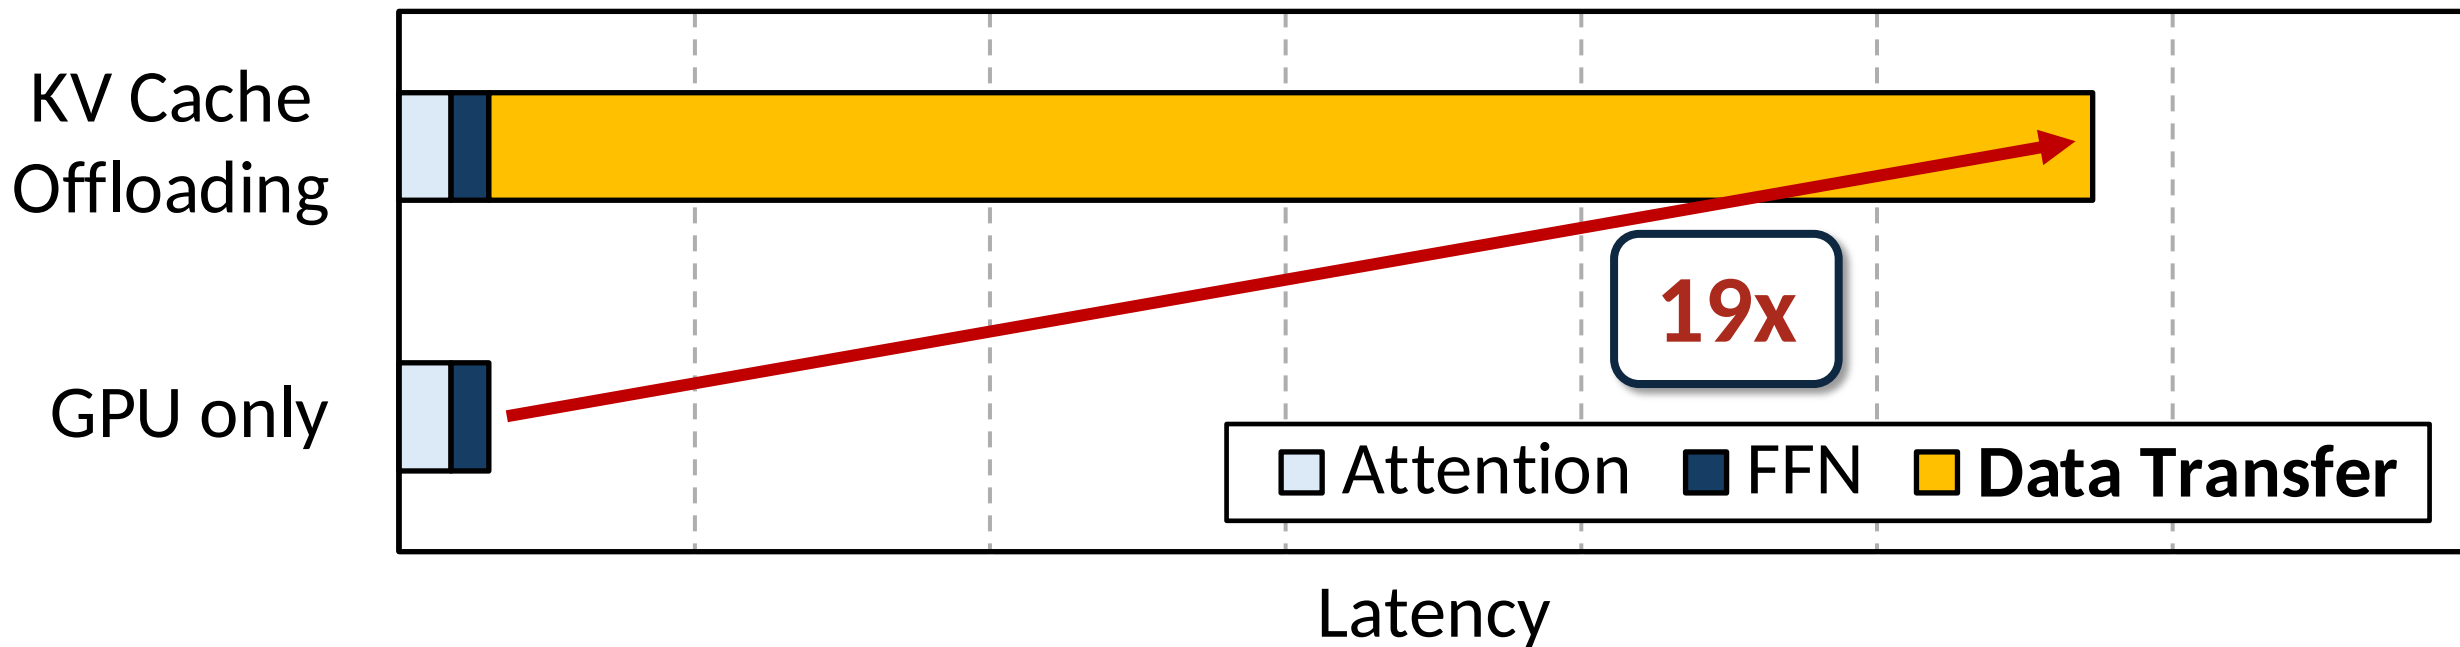 KV Cache
Offloading
19x
GPU only
Attention FFN Data Transfer
Latency